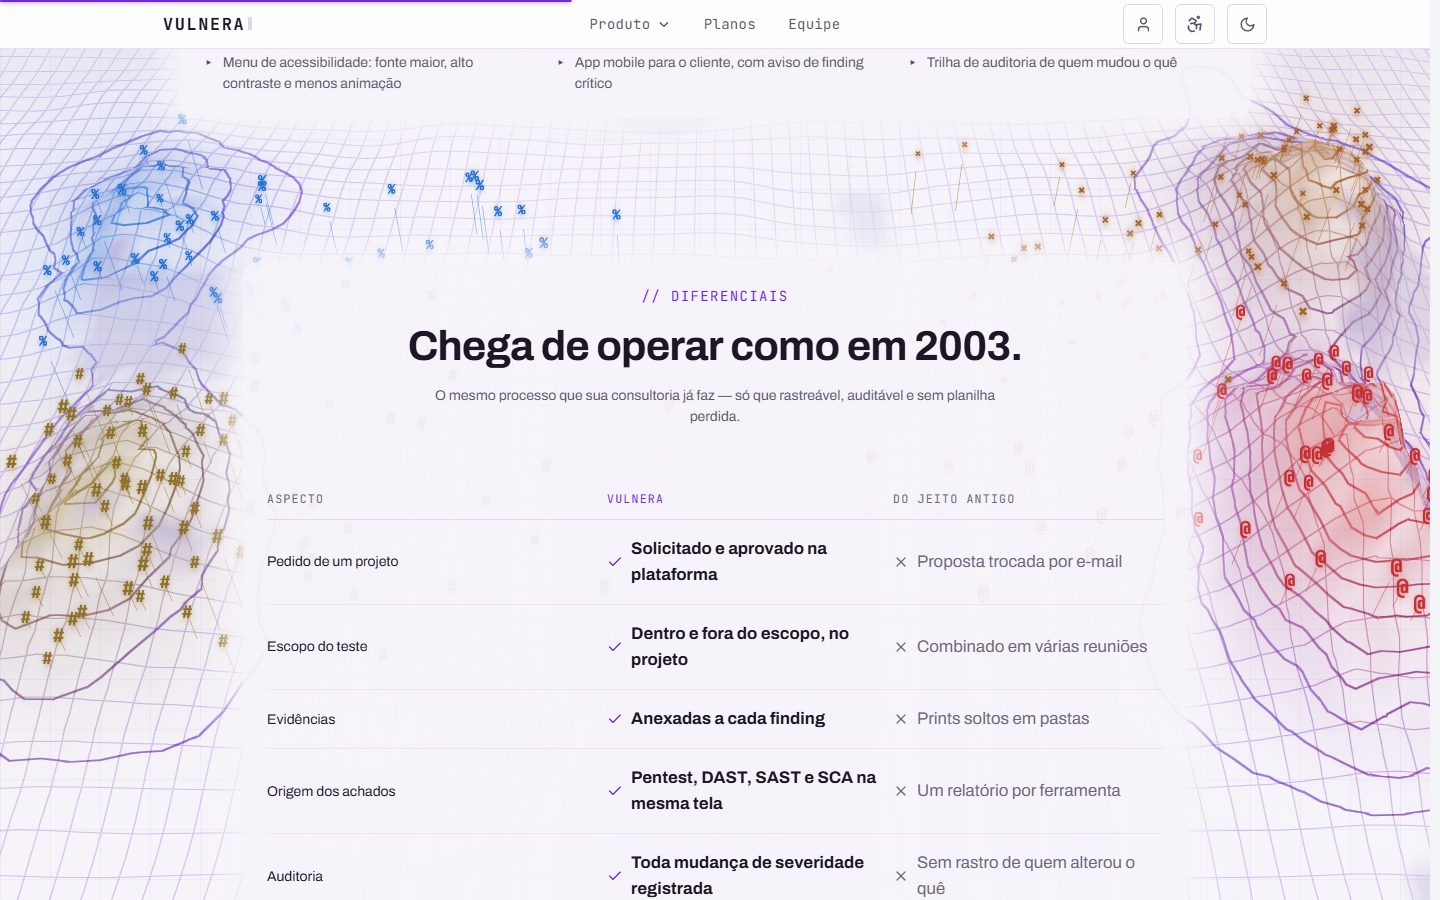 VULNERA
Produto
Planos
Equipe
Menu de acessibilidade: fonte maior, alto
contraste e menos animação
App mobile para o cliente, com aviso de finding
crítico
Trilha de auditoria de quem mudou o quê
// DIFERENCIAIS
Chega de operar como em 2003.
O mesmo processo que sua consultoria já faz — só que rastreável, auditável e sem planilha
perdida.
ASPECTO
VULNERA
DO JEITO ANTIGO
Pedido de um projeto
Solicitado e aprovado na
plataforma
Proposta trocada por e-mail
Escopo do teste
Dentro e fora do escopo, no
projeto
Combinado em várias reuniões
Evidências
Anexadas a cada finding
Prints soltos em pastas
Origem dos achados
Pentest, DAST, SAST e SCA na
mesma tela
Um relatório por ferramenta
Auditoria
Toda mudança de severidade
registrada
Sem rastro de quem alterou o
quê